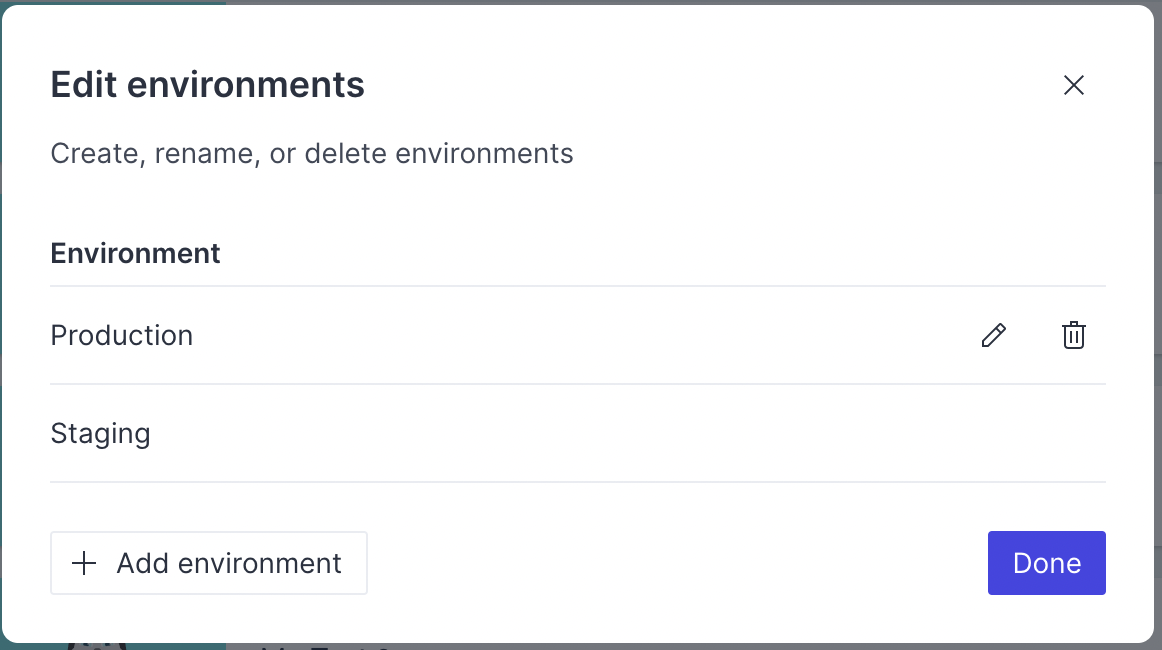 Edit environments
Create, rename, or delete environments
Environment
Production
Staging
Add environment
Done